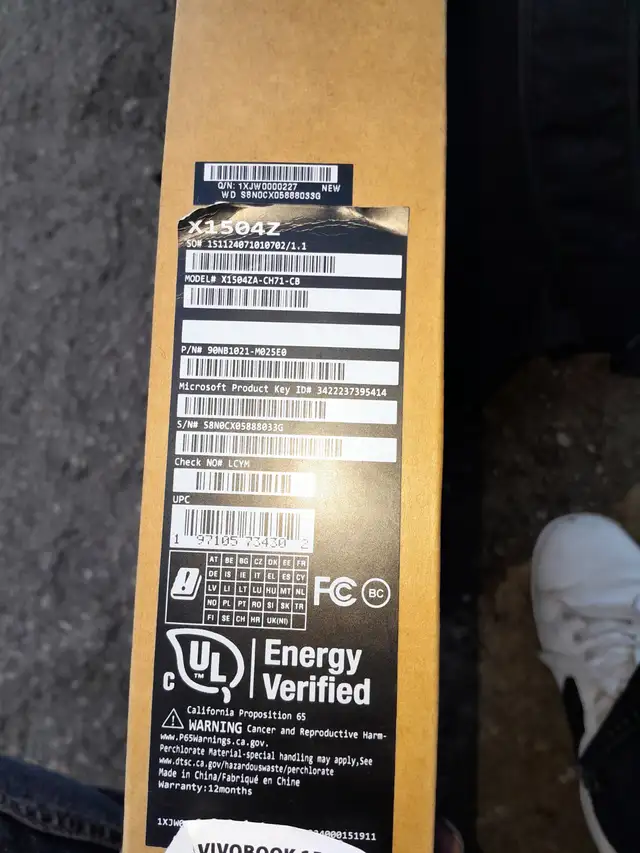 Q/N: 1XJW0000227 NEW
WD S8N0CX05888033G
X1504Z
SO# 151124071010702/1.1
MODEL# X1504ZA-CH71-CB
P/N# 90NB1021-M025E0
Microsoft Product Key ID# 3422237395414
S/N# S8N0CX05888033G
Check NO# LCYM
UPC
1 97105 73430 2
AT BE BG CZ DK EE FR
DE IS IE IT EL ES CY
LV LI LT LU HU MT NL
NO PL PT RO SI SK TR
FI SE CH HR UK(NI)
FC BC
C UL TM Energy
Verified
California Proposition 65
WARNING Cancer and Reproductive Harm-
www.P65Warnings.ca.gov.
Perchlorate Material-special handling may apply,See
www.dtsc.ca.gov/hazardouswaste/perchlorate
Made in China/Fabriqué en Chine
Warranty:12months
VIVOBOOK